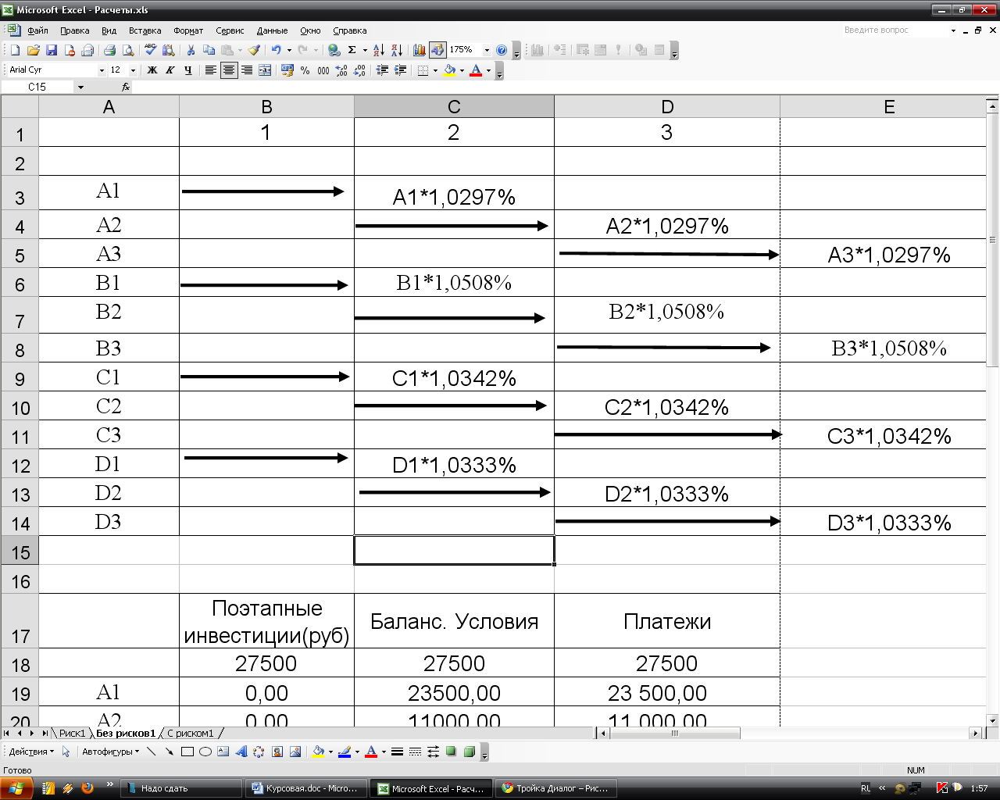 Microsoft Excel - Расчеты.xls
Файл Правка Вид Вставка Формат Сервис Данные Окно Справка Введите вопрос
175%
Arial Cyr 12 Ж К Ч % 000
C15 fx
A B C D E
1 1 2 3
2
3 A1 A1*1,0297%
4 A2 A2*1,0297%
5 A3 A3*1,0297%
6 B1 B1*1,0508%
7 B2 B2*1,0508%
8 B3 B3*1,0508%
9 C1 C1*1,0342%
10 C2 C2*1,0342%
11 C3 C3*1,0342%
12 D1 D1*1,0333%
13 D2 D2*1,0333%
14 D3 D3*1,0333%
15
16
17 Поэтапные инвестиции(руб) Баланс. Условия Платежи
18 27500 27500 27500
19 A1 0,00 23500,00 23 500,00
20 A2 0,00 11000,00 11 000,00
Риск1 Без рисков1 С риском1
Действия Автофигуры
Готово NUM
Надо сдать Курсовая.doc - Micro... Microsoft Excel - Расч... Тройка Диалог – Рис... RU 1:57